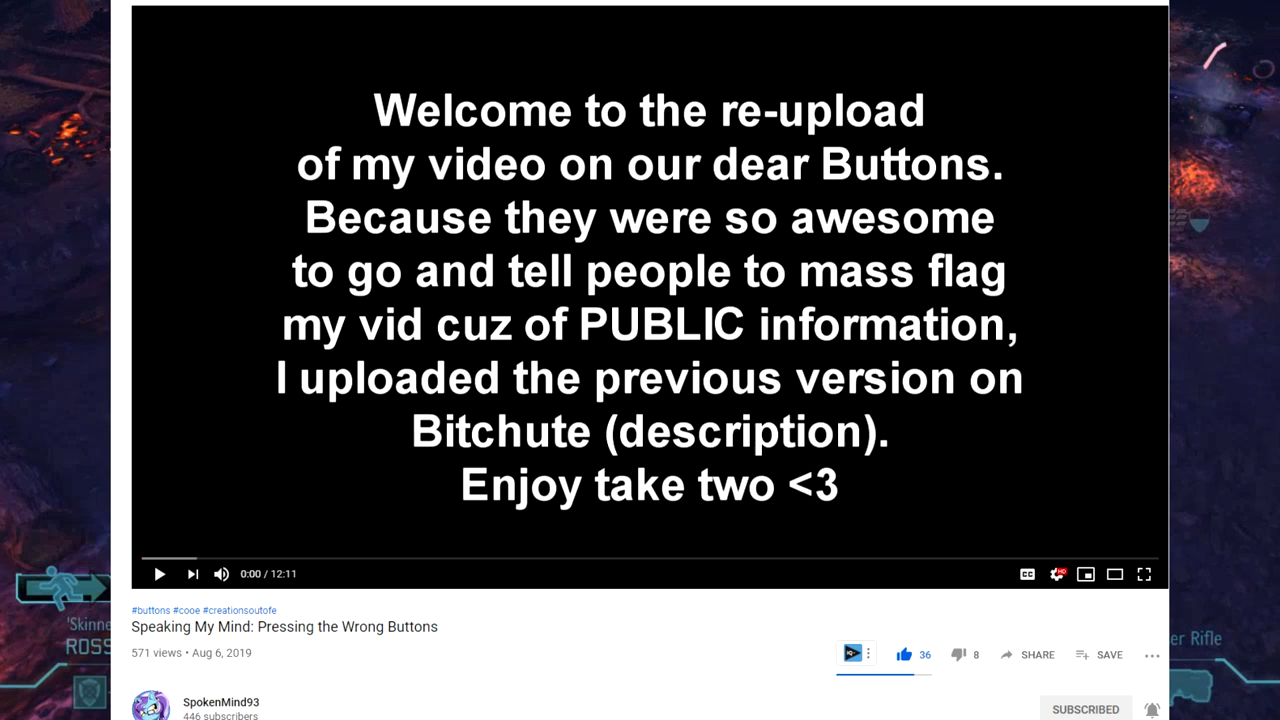 Welcome to the re-upload
of my video on our dear Buttons.
Because they were so awesome
to go and tell people to mass flag
my vid cuz of PUBLIC information,
I uploaded the previous version on
Bitchute (description).
Enjoy take two <3
0:00 / 12:11
CC
HD
#buttons #cooe #creationsoutofe
Speaking My Mind: Pressing the Wrong Buttons
571 views • Aug 6, 2019
36
8
SHARE
SAVE
SpokenMind93
446 subscribers
SUBSCRIBED
'Skinne
ROSS
er Rifle